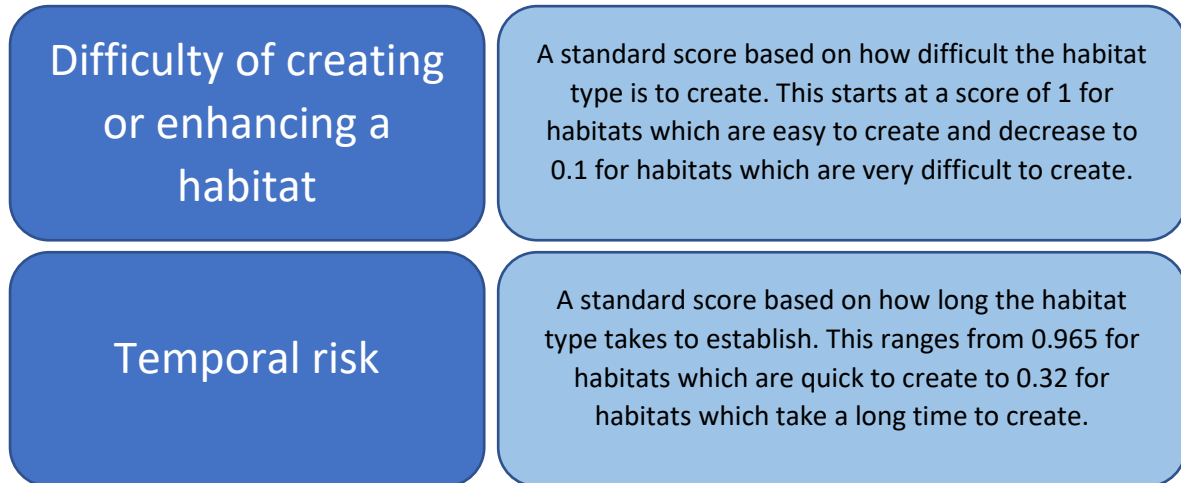 Difficulty of creating
or enhancing a
habitat
A standard score based on how difficult the habitat
type is to create. This starts at a score of 1 for
habitats which are easy to create and decrease to
0.1 for habitats which are very difficult to create.
Temporal risk
A standard score based on how long the habitat
type takes to establish. This ranges from 0.965 for
habitats which are quick to create to 0.32 for
habitats which take a long time to create.